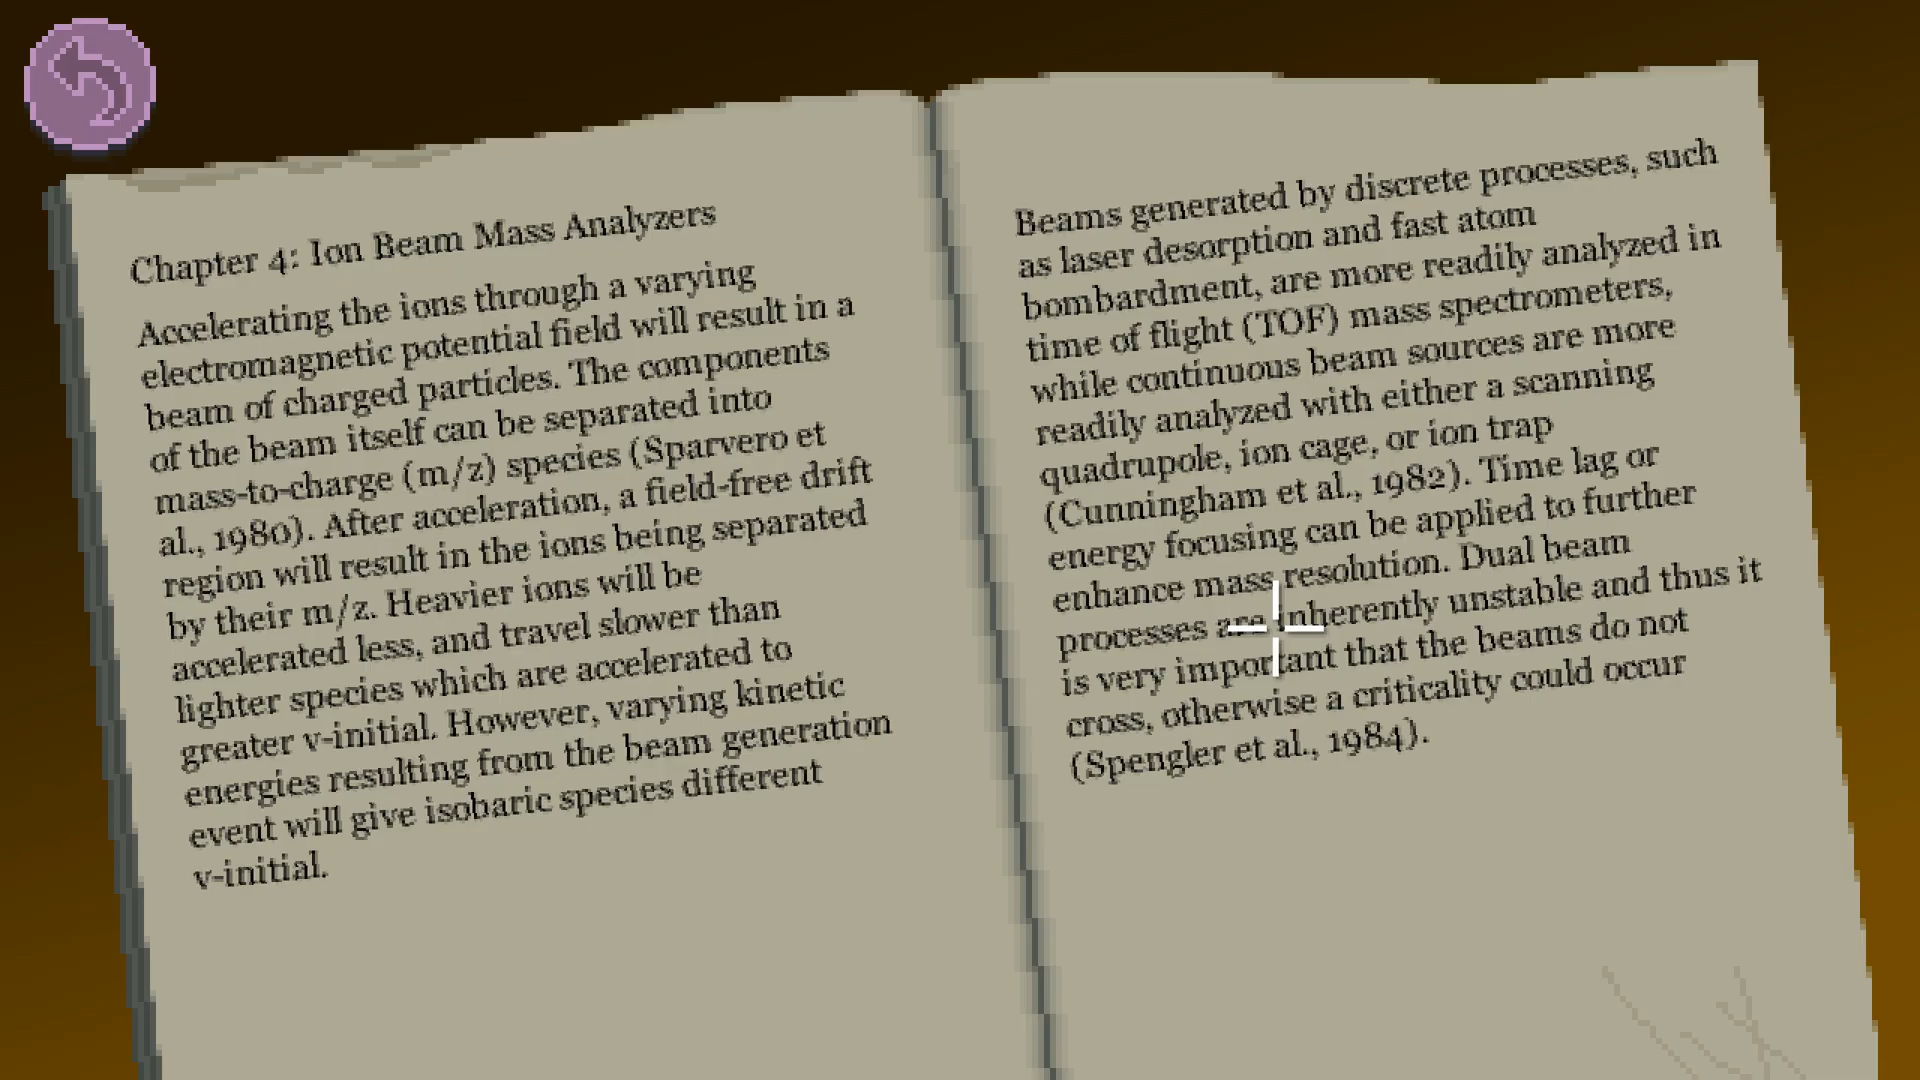 Chapter 4: Ion Beam Mass Analyzers
Accelerating the ions through a varying
electromagnetic potential field will result in a
beam of charged particles. The components
of the beam itself can be separated into
mass-to-charge (m/z) species (Sparvero et
al., 1980). After acceleration, a field-free drift
region will result in the ions being separated
by their m/z. Heavier ions will be
accelerated less, and travel slower than
lighter species which are accelerated to
greater v-initial. However, varying kinetic
energies resulting from the beam generation
event will give isobaric species different
v-initial.
Beams generated by discrete processes, such
as laser desorption and fast atom
bombardment, are more readily analyzed in
time of flight (TOF) mass spectrometers,
while continuous beam sources are more
readily analyzed with either a scanning
quadrupole, ion cage, or ion trap
(Cunningham et al., 1982). Time lag or
energy focusing can be applied to further
enhance mass resolution. Dual beam
processes are inherently unstable and thus it
is very important that the beams do not
cross, otherwise a criticality could occur
(Spengler et al., 1984).